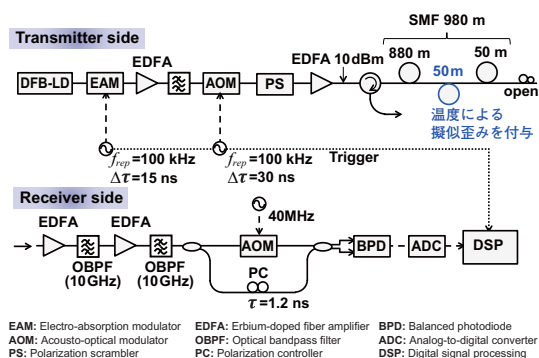 SMF 980 m
Transmitter side
EDFA 10dBm
880 m
50 m
EDFA
50m
DFB-LD
EAM
AOM
PS
open
温度による
擬似歪みを付与
f_rep=100 kHz
Δτ=15 ns
f_rep=100 kHz
Δτ=30 ns
Trigger
Receiver side
EDFA
EDFA
40MHz
OBPF
(10GHz)
OBPF
(10GHz)
AOM
PC
τ=1.2 ns
BPD
ADC
DSP
EAM: Electro-absorption modulator
EDFA: Erbium-doped fiber amplifier
BPD: Balanced photodiode
AOM: Acousto-optical modulator
OBPF: Optical bandpass filter
ADC: Analog-to-digital converter
PS: Polarization scrambler
PC: Polarization controller
DSP: Digital signal processing